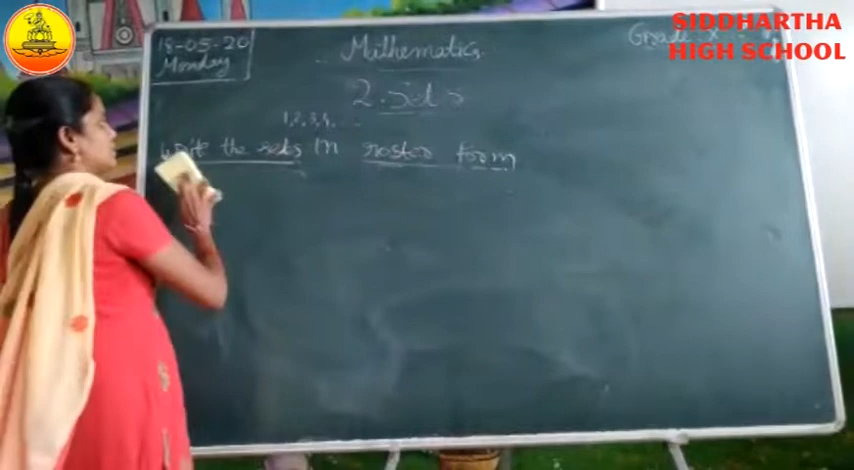 SIDDHARTHA
HIGH SCHOOL
18-05-20
Monday
Mathematics
Grade X
2. Sets
1, 2, 3, 4, ...
Write the sets in roster form